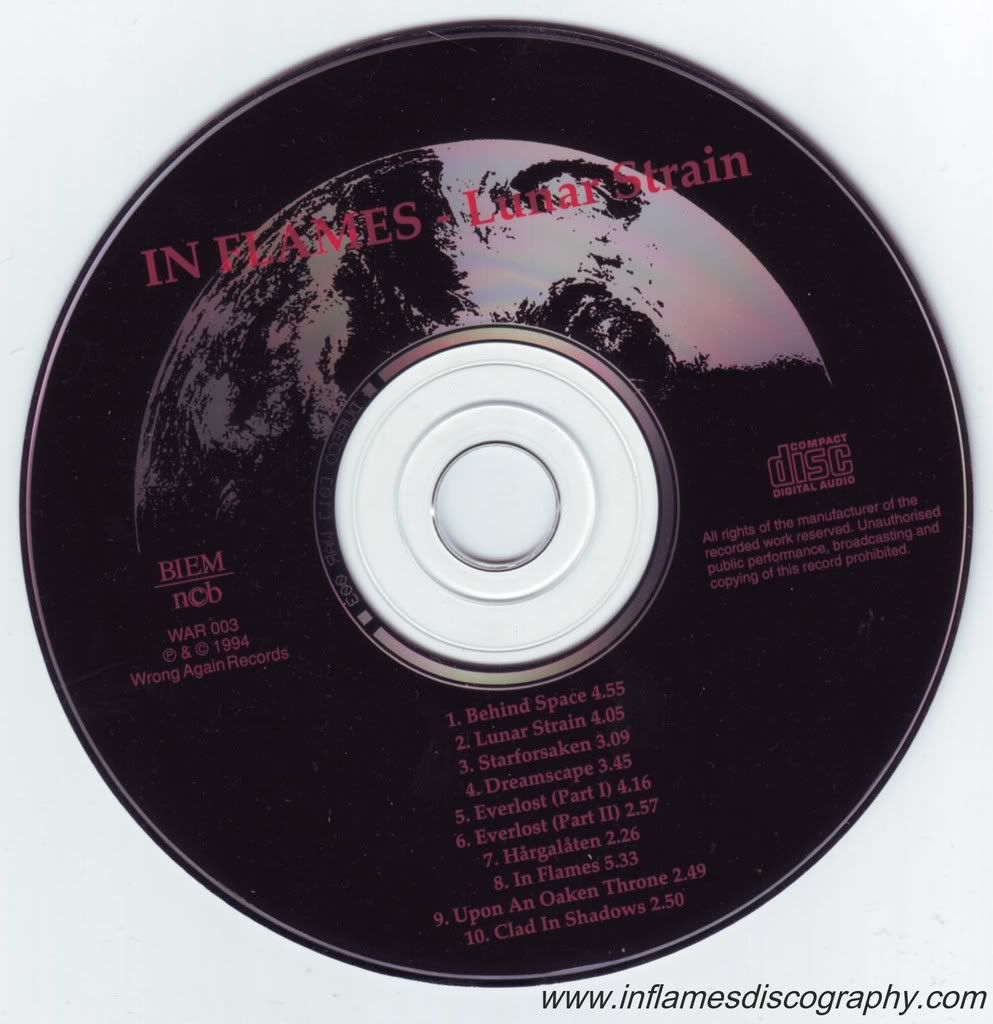 IN FLAMES - Lunar Strain
COMPACT
disc
DIGITAL AUDIO
All rights of the manufacturer of the
recorded work reserved. Unauthorised
public performance, broadcasting and
copying of this record prohibited.
BIEM
n©b
WAR 003
℗ & © 1994
Wrong Again Records
1. Behind Space 4.55
2. Lunar Strain 4.05
3. Starforsaken 3.09
4. Dreamscape 3.45
5. Everlost (Part I) 4.16
6. Everlost (Part II) 2.57
7. Hårgalåten 2.26
8. In Flames 5.33
9. Upon An Oaken Throne 2.49
10. Clad In Shadows 2.50
www.inflamesdiscography.com